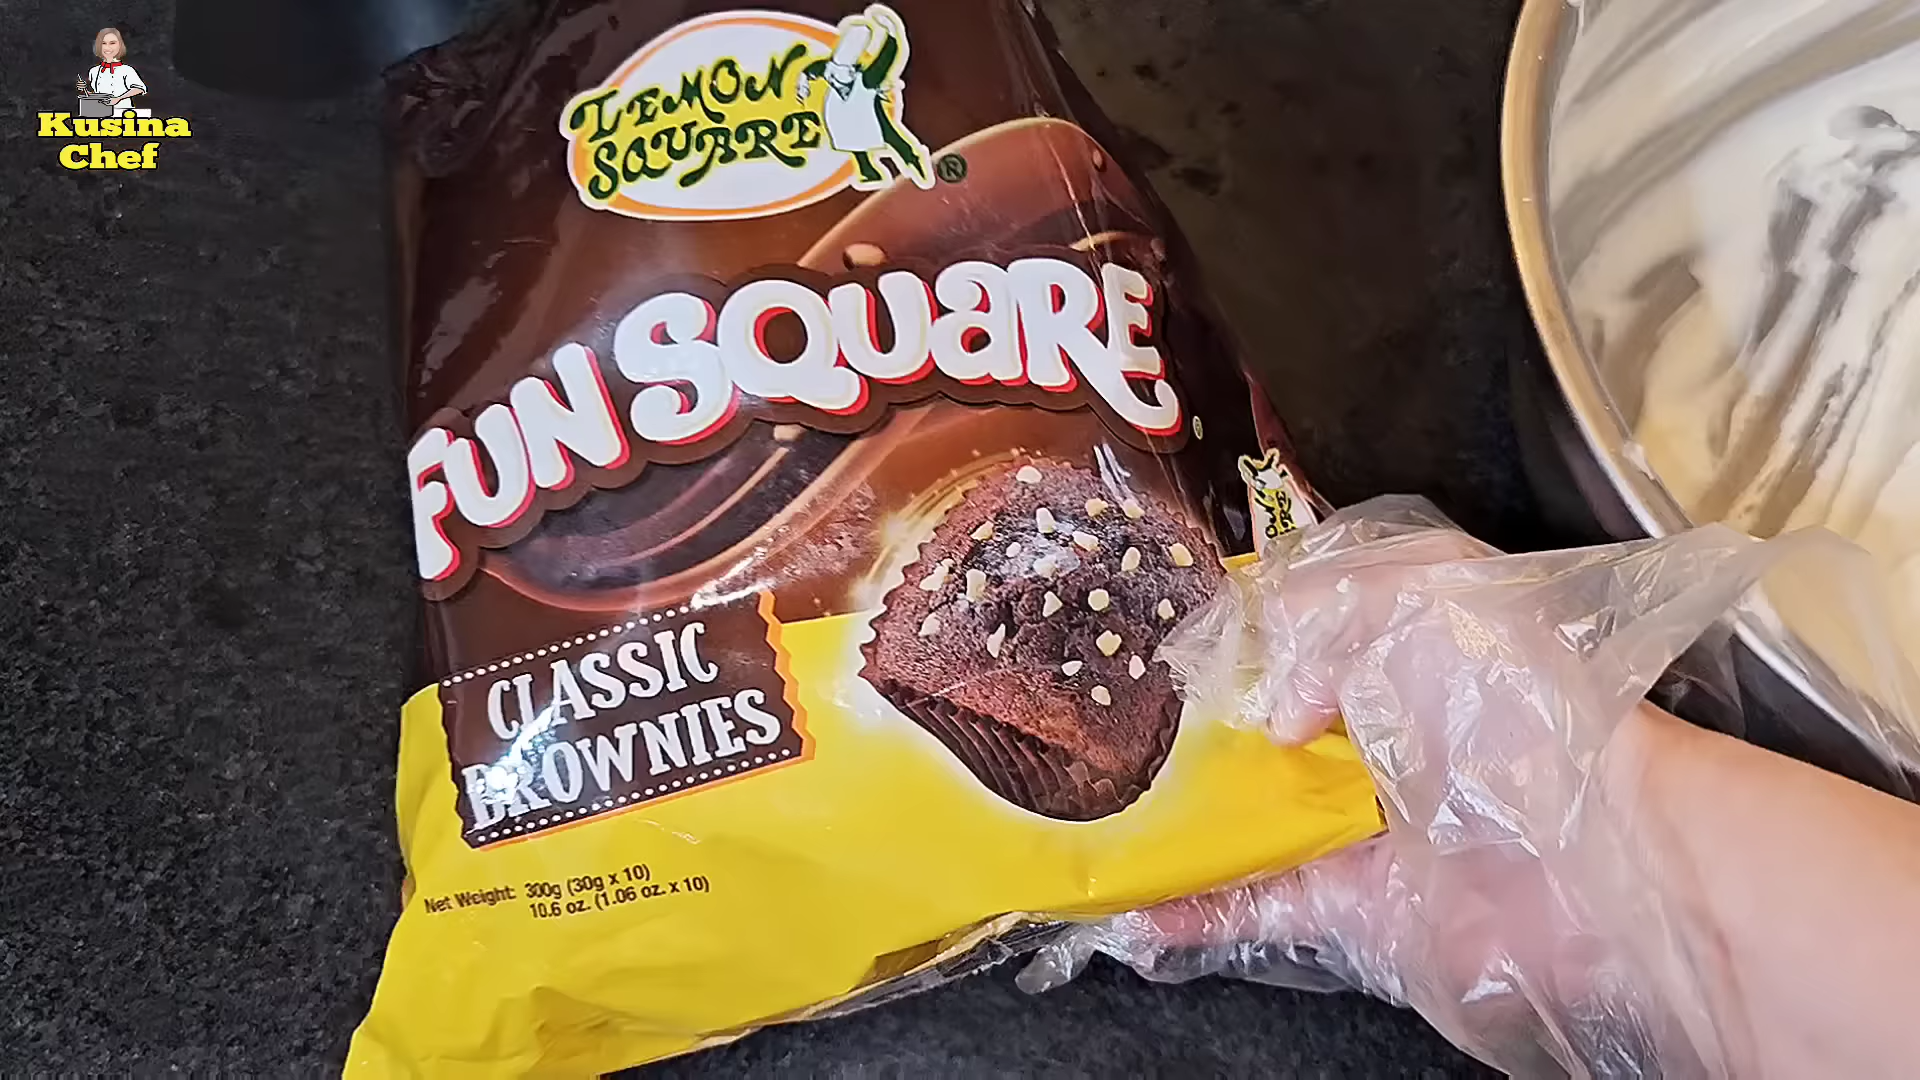 Kusina
Chef
LEMON
SQUARE
®
FUN SQUARE
®
CLASSIC
BROWNIES
Net Weight: 300g (30g x 10)
10.6 oz. (1.06 oz. x 10)